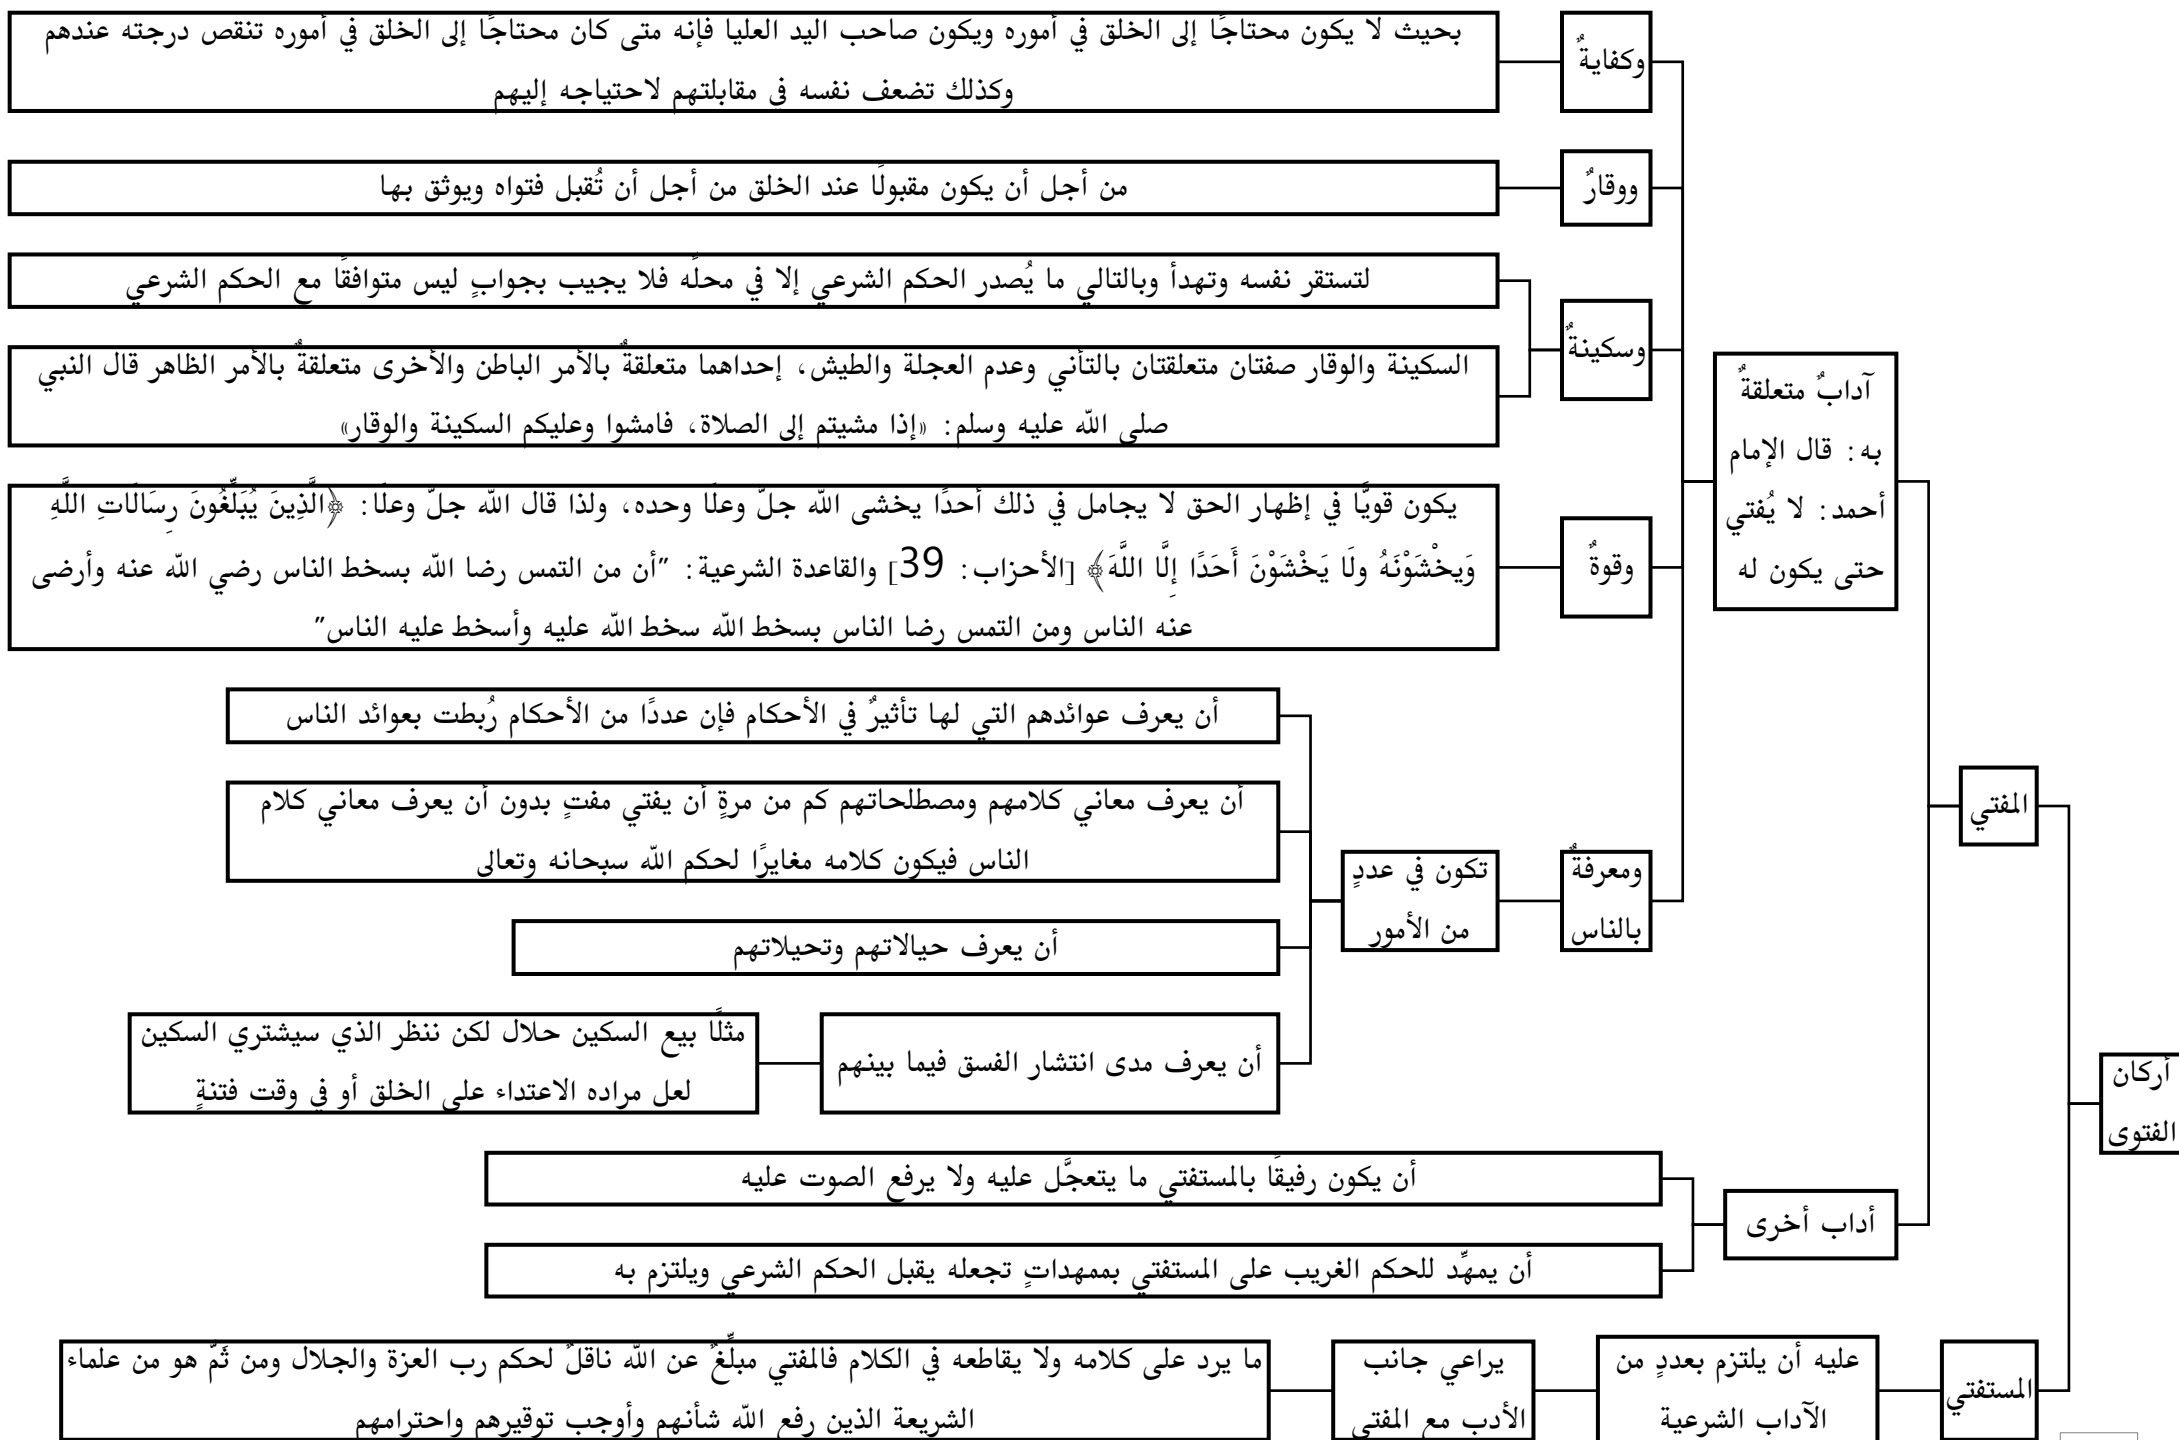 أركان
الفتوى
المفتي
آدابٌ متعلقةٌ
به: قال الإمام
أحمد: لا يُفتي
حتى يكون له
وكفايةٌ
بحيث لا يكون محتاجًا إلى الخلق في أموره ويكون صاحب اليد العليا فإنه متى كان محتاجًا إلى الخلق في أموره تنقص درجته عندهم
وكذلك تضعف نفسه في مقابلتهم لاحتياجه إليهم
ووقارٌ
من أجل أن يكون مقبولًا عند الخلق من أجل أن تُقبل فتواه ويوثق بها
وسكينةٌ
لتستقر نفسه وتهدأ وبالتالي ما يُصدر الحكم الشرعي إلا في محلَّه فلا يجيب بجوابٍ ليس متوافقًا مع الحكم الشرعي
السكينة والوقار صفتان متعلقتان بالتأني وعدم العجلة والطيش، إحداهما متعلقةٌ بالأمر الباطن والأخرى متعلقةٌ بالأمر الظاهر قال النبي
صلى الله عليه وسلم: «إذا مشيتم إلى الصلاة، فامشوا وعليكم السكينة والوقار»
وقوةٌ
يكون قويًّا في إظهار الحق لا يجامل في ذلك أحدًا يخشى الله جلَّ وعلَا وحده، ولذا قال الله جلَّ وعلَا: ﴿الَّذِينَ يُبَلِّغُونَ رِسَالَاتِ اللَّهِ
وَيَخْشَوْنَهُ وَلَا يَخْشَوْنَ أَحَدًا إِلَّا اللَّهَ﴾ [الأحزاب: 39] والقاعدة الشرعية: "أن من التمس رضا الله بسخط الناس رضي الله عنه وأرضى
عنه الناس ومن التمس رضا الناس بسخط الله سخط الله عليه وأسخط عليه الناس"
ومعرفةٌ
بالناس
تكون في عددٍ
من الأمور
أن يعرف عوائدهم التي لها تأثيرٌ في الأحكام فإن عددًا من الأحكام رُبطت بعوائد الناس
أن يعرف معاني كلامهم ومصطلحاتهم كم من مرةٍ أن يفتي مفتٍ بدون أن يعرف معاني كلام
الناس فيكون كلامه مغايرًا لحكم الله سبحانه وتعالى
أن يعرف حيالاتهم وتحيلاتهم
أن يعرف مدى انتشار الفسق فيما بينهم
مثلًا بيع السكين حلال لكن ننظر الذي سيشتري السكين
لعل مراده الاعتداء على الخلق أو في وقت فتنةٍ
أداب أخرى
أن يكون رفيقًا بالمستفتي ما يتعجَّل عليه ولا يرفع الصوت عليه
أن يمهِّد للحكم الغريب على المستفتي بممهداتٍ تجعله يقبل الحكم الشرعي ويلتزم به
المستفتي
عليه أن يلتزم بعددٍ من
الآداب الشرعية
يراعي جانب
الأدب مع المفتي
ما يرد على كلامه ولا يقاطعه في الكلام فالمفتي مبلِّغٌ عن الله ناقلٌ لحكم رب العزة والجلال ومن ثَمَّ هو من علماء
الشريعة الذين رفع الله شأنهم وأوجب توقيرهم واحترامهم